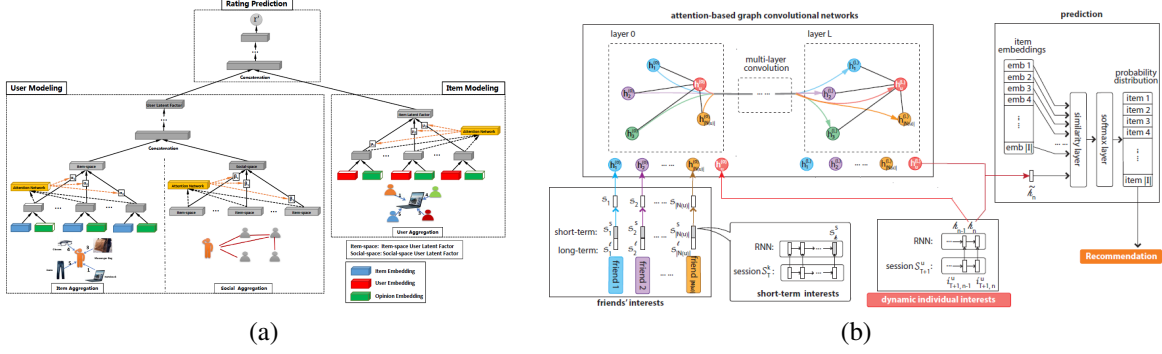 Rating Prediction
r'
...
Concatenation
User Modeling
User Latent Factor
...
Concatenation
Item-space
Social-space
Attention Network
Attention Network
Item-space
Item-space
Item-space
Item Aggregation
Social Aggregation
Item Modeling
Item Latent Factor
Attention Network
User Aggregation
Item-space: Item-space User Latent Factor
Social-space: Social-space User Latent Factor
Item Embedding
User Embedding
Opinion Embedding
(a)
attention-based graph convolutional networks
layer 0
layer L
multi-layer
convolution
short-term:
long-term:
friend 1
friend 2
friend |N(u)|
friends' interests
RNN:
session
short-term interests
RNN:
session
dynamic individual interests
prediction
item
embeddings
emb 1
emb 2
emb 3
emb 4
emb |I|
similarity layer
softmax layer
probability
distribution
item 1
item 2
item 3
item 4
item |I|
Recommendation
(b)